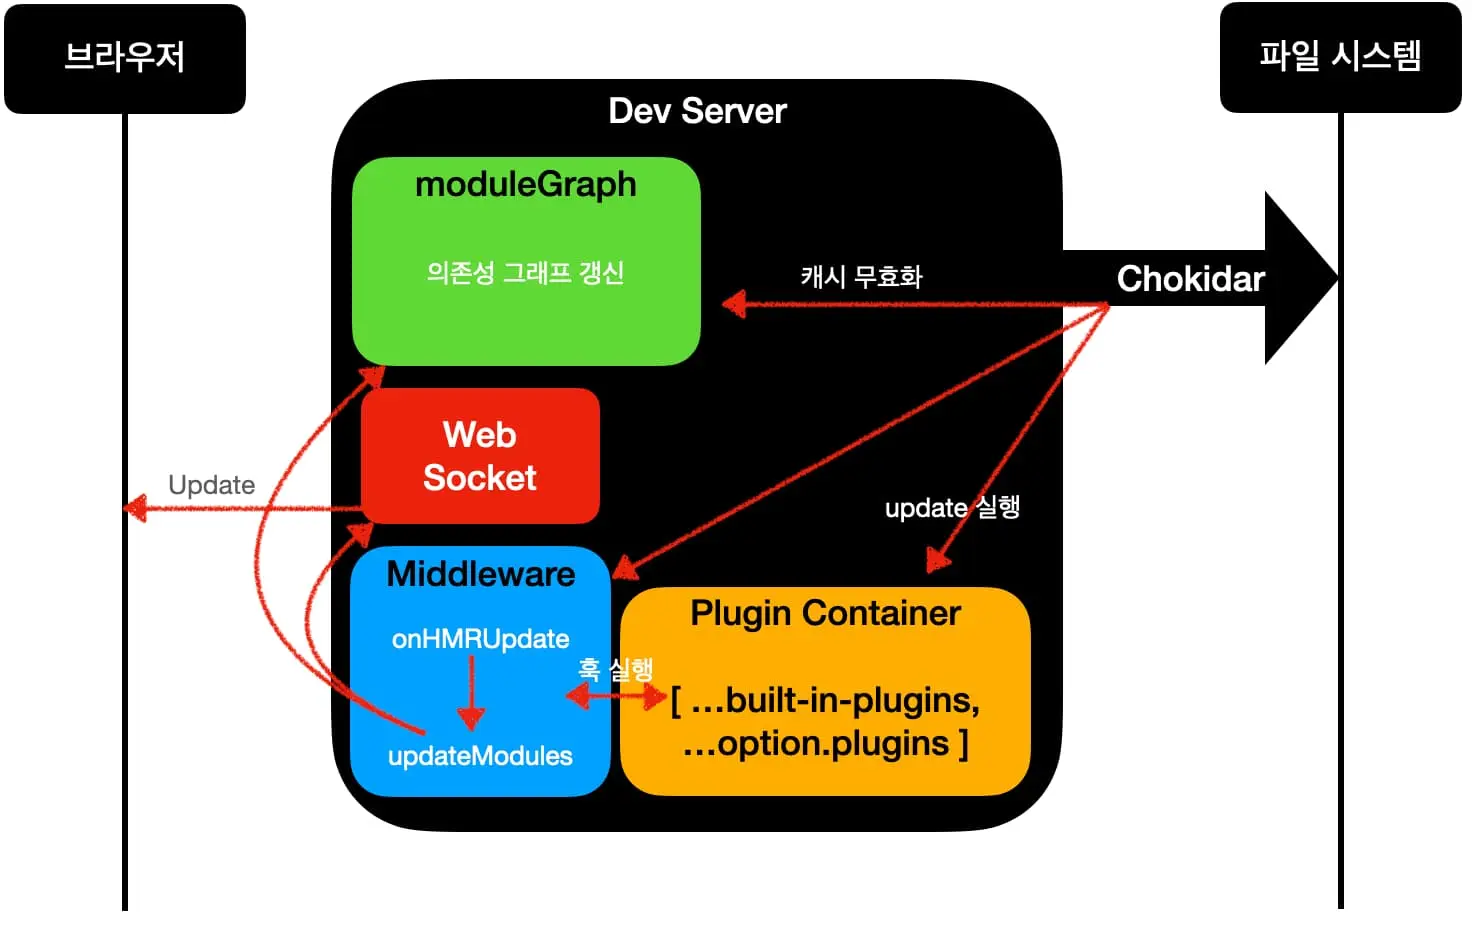 브라우저
파일 시스템
Dev Server
moduleGraph
의존성 그래프 갱신
캐시 무효화
Chokidar
Web
Socket
Update
update 실행
Middleware
onHMRUpdate
훅 실행
updateModules
Plugin Container
[ ...built-in-plugins,
...option.plugins ]